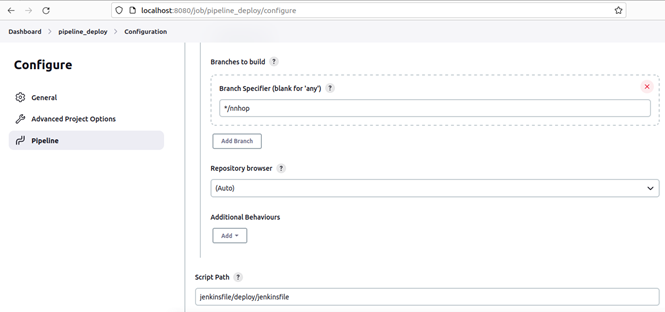 localhost:8080/job/pipeline_deploy/configure
Dashboard > pipeline_deploy > Configuration
Configure
General
Advanced Project Options
Pipeline
Branches to build ?
Branch Specifier (blank for 'any') ?
*/nnhop
Add Branch
Repository browser ?
(Auto)
Additional Behaviours
Add
Script Path ?
jenkinsfile/deploy/jenkinsfile